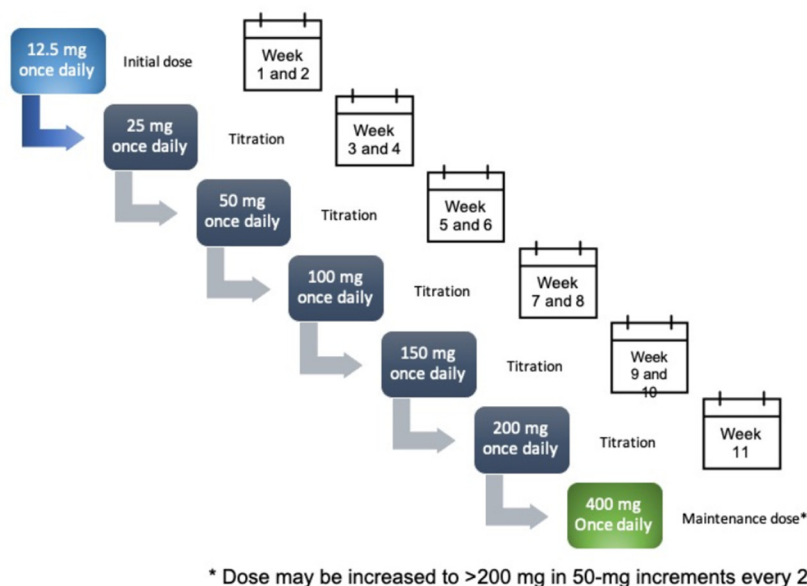 12.5 mg
once daily
Initial dose
Week
1 and 2
25 mg
once daily
Titration
Week
3 and 4
50 mg
once daily
Titration
Week
5 and 6
100 mg
once daily
Titration
Week
7 and 8
150 mg
once daily
Titration
Week
9 and
10
200 mg
once daily
Titration
Week
11
400 mg
Once daily
Maintenance dose*
* Dose may be increased to >200 mg in 50-mg increments every 2